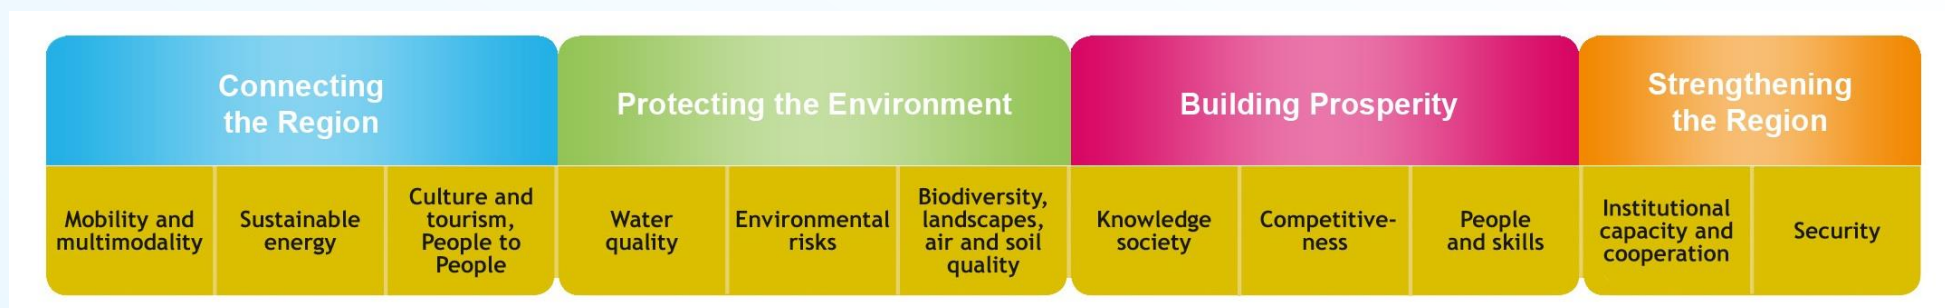 Connecting
the Region
Protecting the Environment
Building Prosperity
Strengthening
the Region
Mobility and
multimodality
Sustainable
energy
Culture and
tourism,
People to
People
Water
quality
Environmental
risks
Biodiversity,
landscapes,
air and soil
quality
Knowledge
society
Competitive-
ness
People
and skills
Institutional
capacity and
cooperation
Security